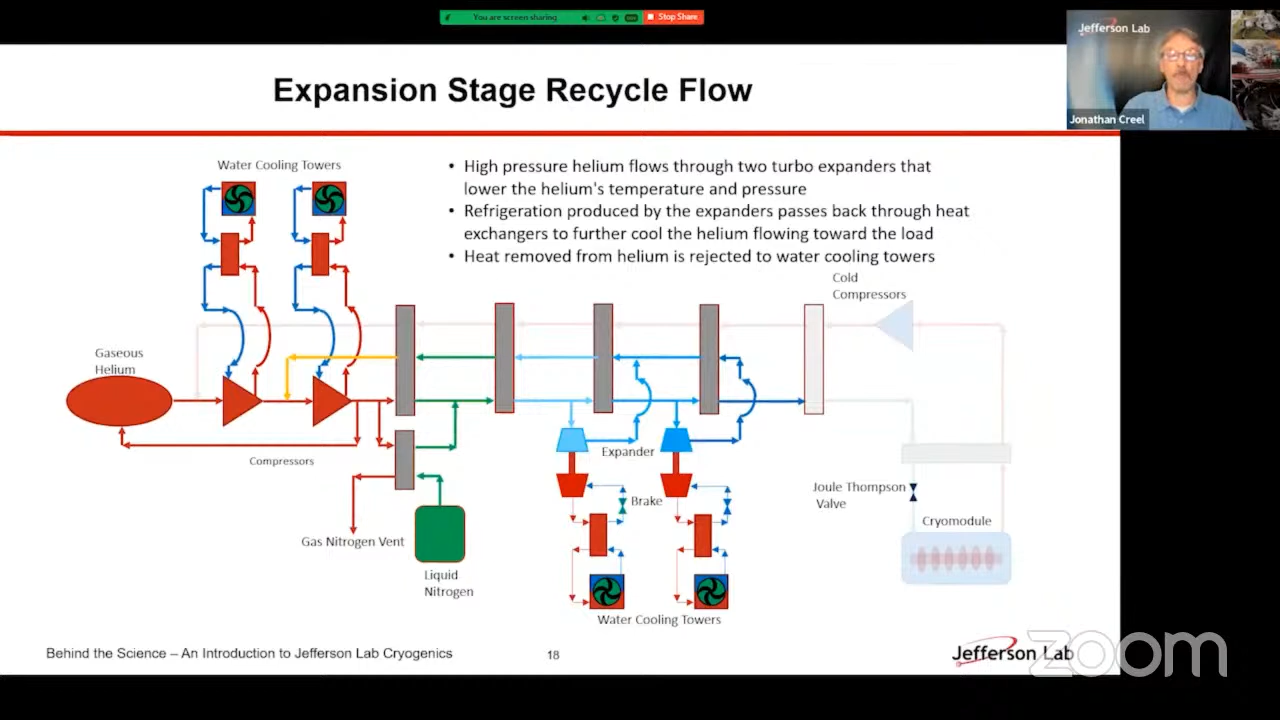 You are screen sharing
Stop Share
Jefferson Lab
Jonathan Creel
Expansion Stage Recycle Flow
Water Cooling Towers
• High pressure helium flows through two turbo expanders that
lower the helium's temperature and pressure
• Refrigeration produced by the expanders passes back through heat
exchangers to further cool the helium flowing toward the load
• Heat removed from helium is rejected to water cooling towers
Cold
Compressors
Gaseous
Helium
Compressors
Expander
Brake
Joule Thompson
Valve
Cryomodule
Gas Nitrogen Vent
Liquid
Nitrogen
Water Cooling Towers
Behind the Science – An Introduction to Jefferson Lab Cryogenics
18
Jefferson Lab
zoom